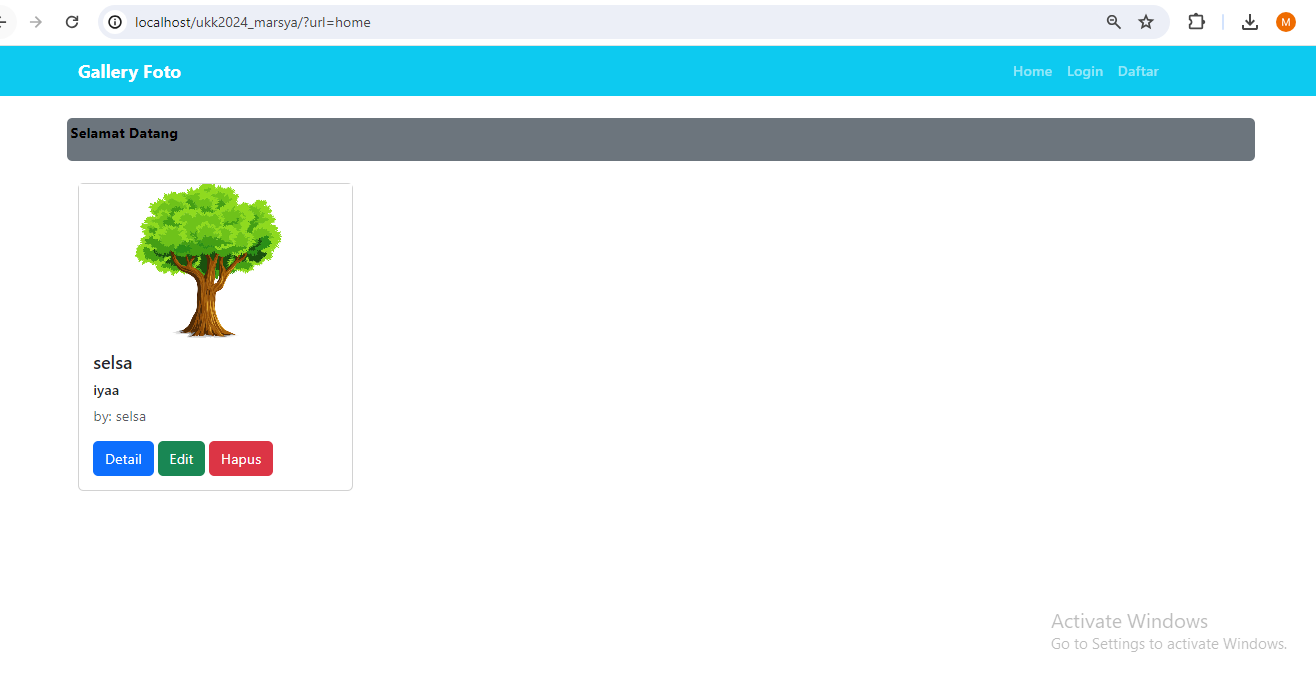 localhost/ukk2024_marsya/?url=home
M
Gallery Foto
Home Login Daftar
Selamat Datang
selsa
iyaa
by: selsa
Detail Edit Hapus
Activate Windows
Go to Settings to activate Windows.